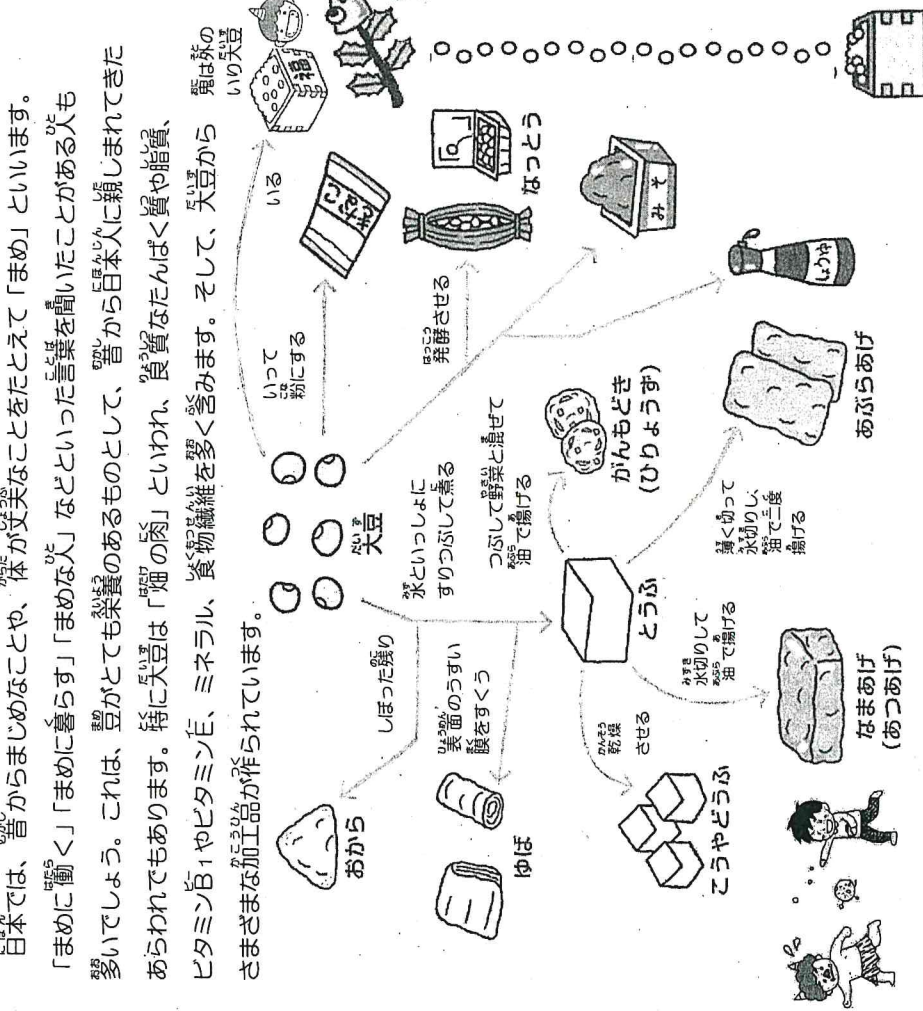 日本では、昔からまじめなことや、体が丈夫なことをたとえて「まめ」といいます。
「まめに働く」「まめに暮らす」「まめな人」などといった言葉を聞いたことがある人も
多いでしょう。これは、豆がとても栄養のあるものとして、昔から日本人に親しまれてきた
あらわれでもあります。特に大豆は「畑の肉」といわれ、良質なたんぱく質や脂質、
ビタミンB1やビタミンE、ミネラル、食物繊維を多く含みます。そして、大豆から
さまざまな加工品が作られています。
大豆
いる
鬼は外の
いり大豆
福
いって
粉にする
きなこ
発酵させる
なっとう
みそ
しょうゆ
水といっしょに
すりつぶして煮る
しぼった残り
おから
表面のうすい
膜をすくう
ゆば
とうふ
つぶして野菜と混ぜて
油で揚げる
がんもどき
(ひりょうず)
薄く切って
水切りし、
油で二度
揚げる
あぶらあげ
水切りして
油で揚げる
なまあげ
(あつあげ)
乾燥
させる
こうやどうふ